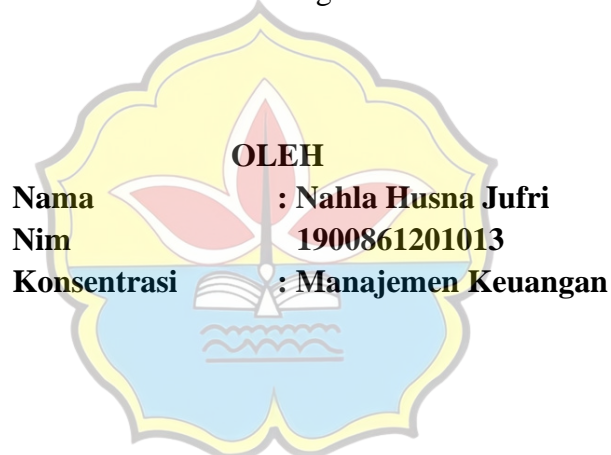 OLEH
Nama : Nahla Husna Jufri
Nim 1900861201013
Konsentrasi : Manajemen Keuangan